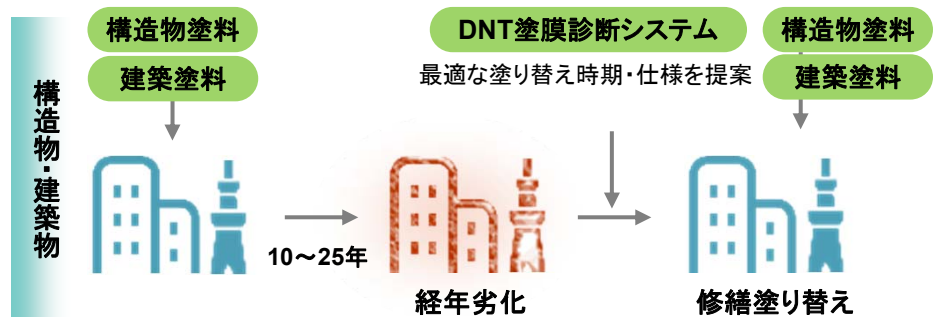 構造物・建築物
構造物塗料
建築塗料
10～25年
経年劣化
DNT塗膜診断システム
最適な塗り替え時期・仕様を提案
構造物塗料
建築塗料
修繕塗り替え